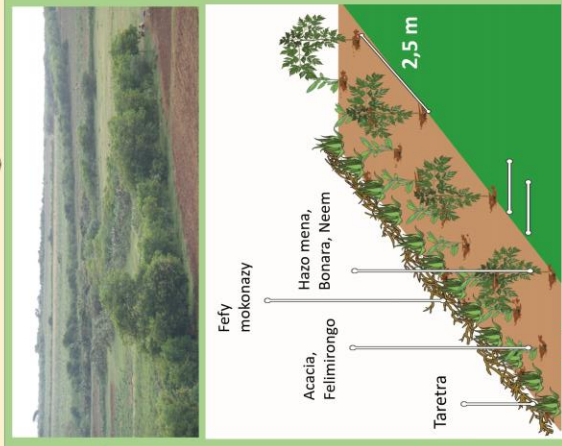 2,5 m
Hazo mena,
Bonara, Neem
Fefy
mokonazy
Acacia,
Felimirongo
Taretra